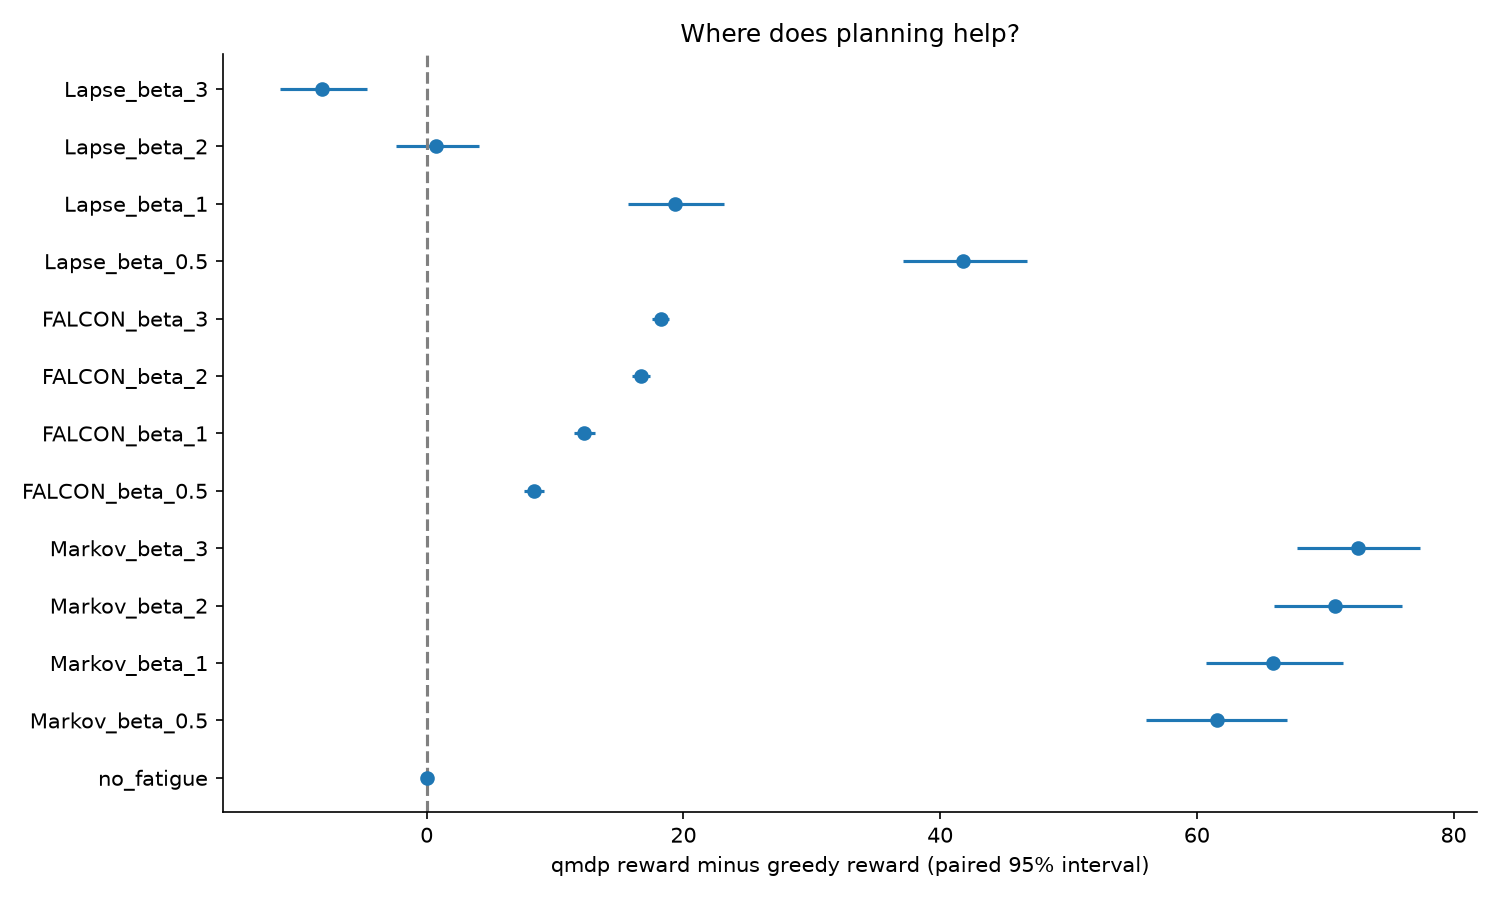 Where does planning help?
Lapse_beta_3
Lapse_beta_2
Lapse_beta_1
Lapse_beta_0.5
FALCON_beta_3
FALCON_beta_2
FALCON_beta_1
FALCON_beta_0.5
Markov_beta_3
Markov_beta_2
Markov_beta_1
Markov_beta_0.5
no_fatigue
0 20 40 60 80
qmdp reward minus greedy reward (paired 95% interval)